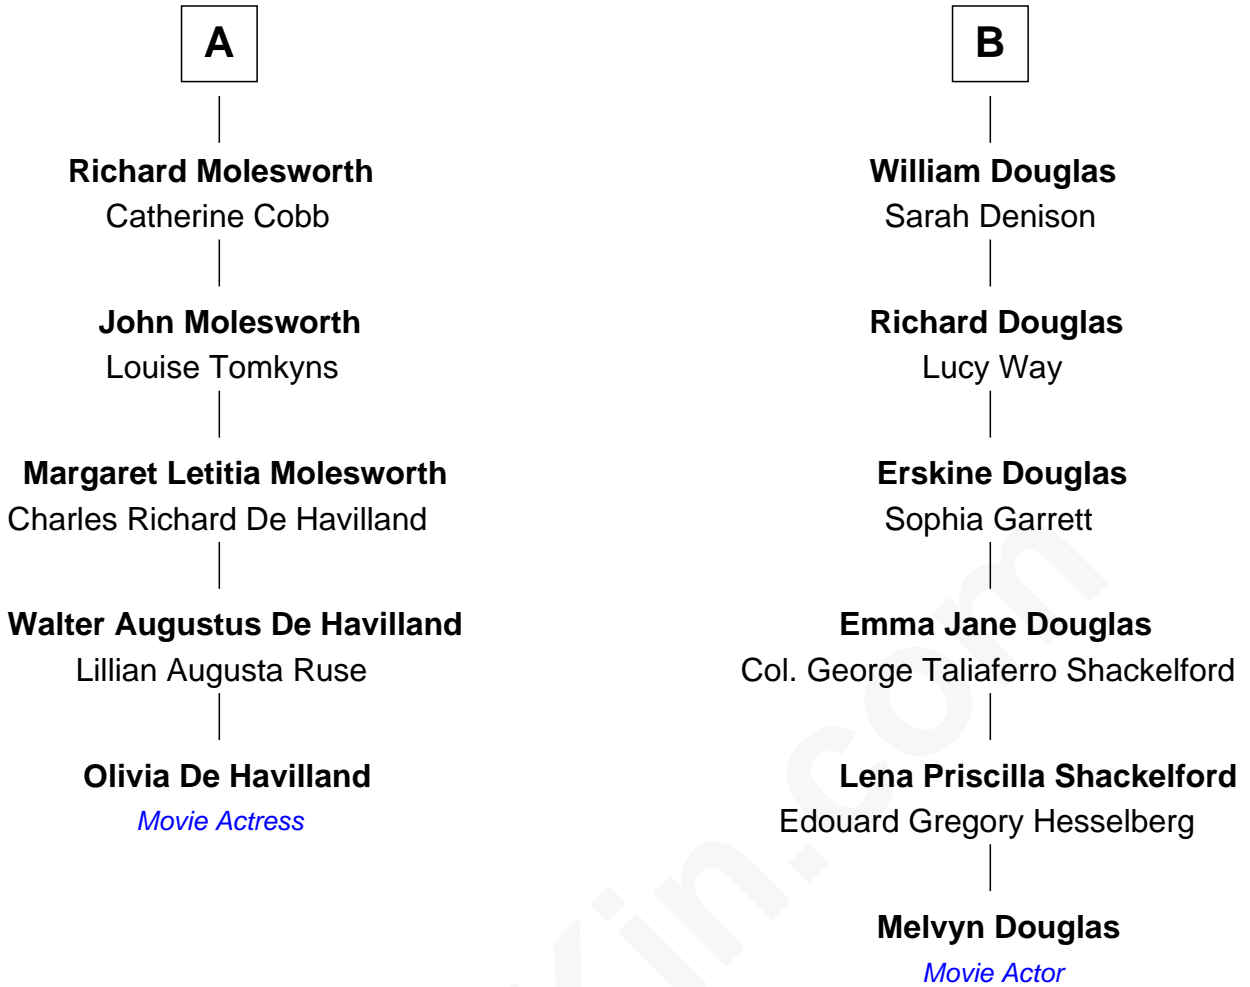 A
Richard Molesworth
Catherine Cobb
John Molesworth
Louise Tomkyns
Margaret Letitia Molesworth
Charles Richard De Havilland
Walter Augustus De Havilland
Lillian Augusta Ruse
Olivia De Havilland
Movie Actress
B
William Douglas
Sarah Denison
Richard Douglas
Lucy Way
Erskine Douglas
Sophia Garrett
Emma Jane Douglas
Col. George Taliaferro Shackelford
Lena Priscilla Shackelford
Edouard Gregory Hesselberg
Melvyn Douglas
Movie Actor
Kin.com